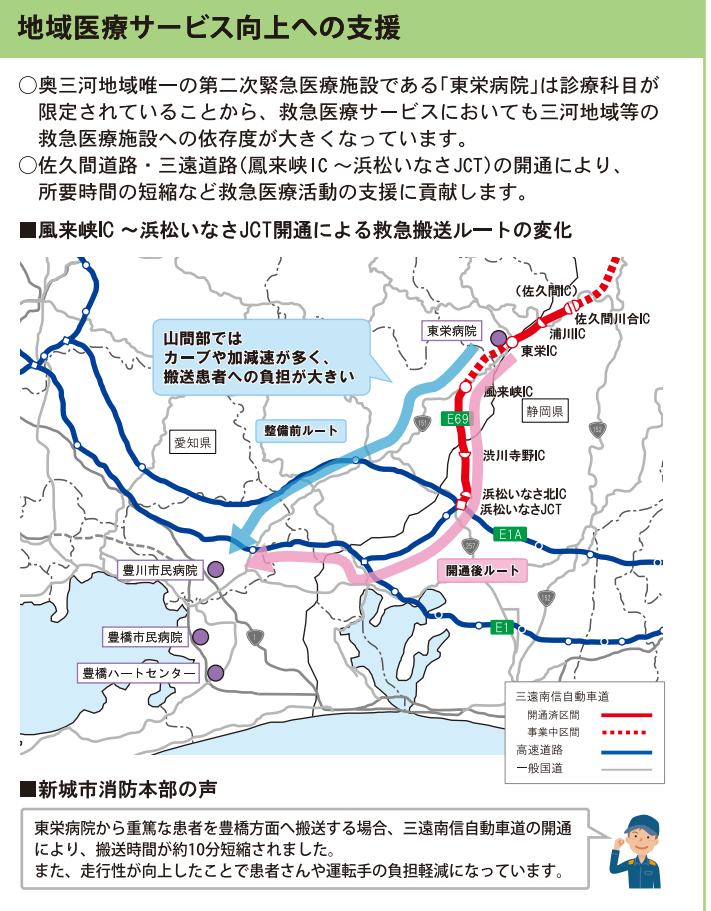 地域医療サービス向上への支援
○奥三河地域唯一の第二次緊急医療施設である｢東栄病院｣は診療科目が
限定されていることから、救急医療サービスにおいても三河地域等の
救急医療施設への依存度が大きくなっています。
○佐久間道路・三遠道路(鳳来峡IC ～浜松いなさJCT)の開通により、
所要時間の短縮など救急医療活動の支援に貢献します。
■風来峡IC ～浜松いなさJCT開通による救急搬送ルートの変化
(佐久間IC)
佐久間川合IC
浦川IC
東栄IC
東栄病院
山間部では
カーブや加減速が多く、
搬送患者への負担が大きい
風来峡IC
静岡県
E69
151
152
整備前ルート
愛知県
渋川寺野IC
浜松いなさ北IC
浜松いなさJCT
E1A
257
開通後ルート
豊川市民病院
E1
豊橋市民病院
1
豊橋ハートセンター
三遠南信自動車道
開通済区間
事業中区間
高速道路
一般国道
■新城市消防本部の声
東栄病院から重篤な患者を豊橋方面へ搬送する場合、三遠南信自動車道の開通
により、搬送時間が約10分短縮されました。
また、走行性が向上したことで患者さんや運転手の負担軽減になっています。